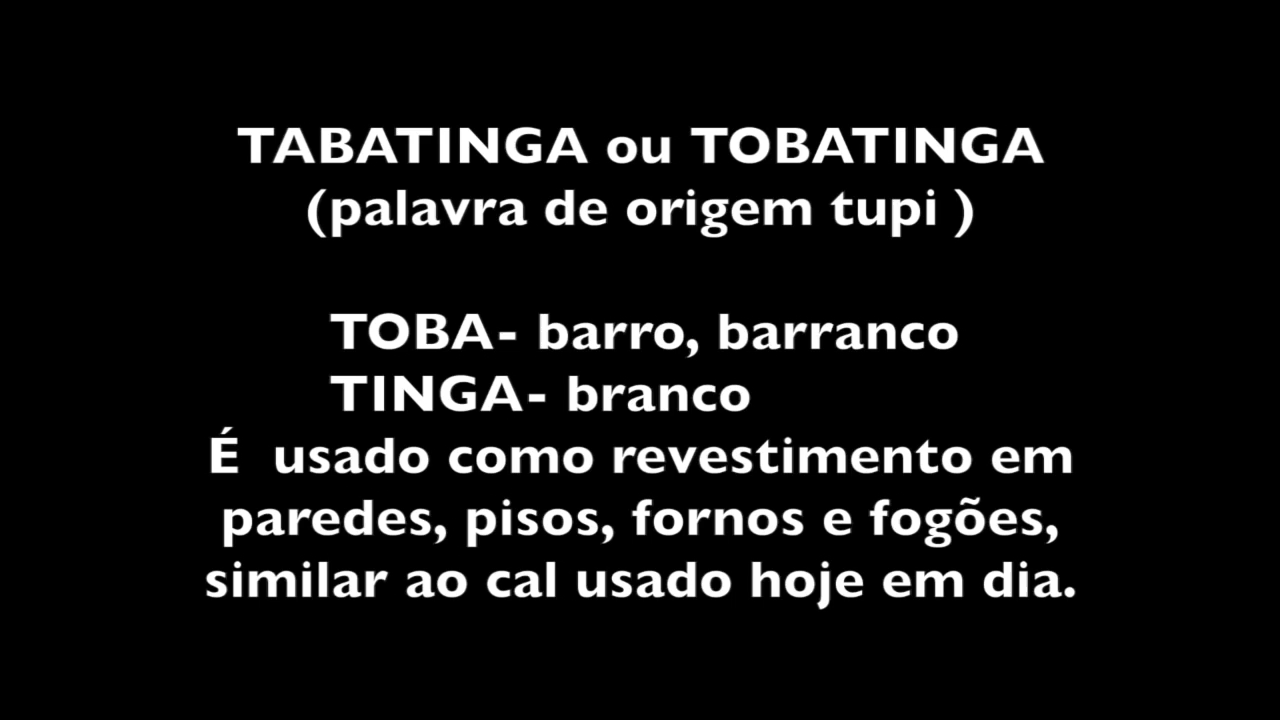 TABATINGA ou TOBATINGA
(palavra de origem tupi )
TOBA- barro, barranco
TINGA- branco
É  usado como revestimento em
paredes, pisos, fornos e fogões,
similar ao cal usado hoje em dia.